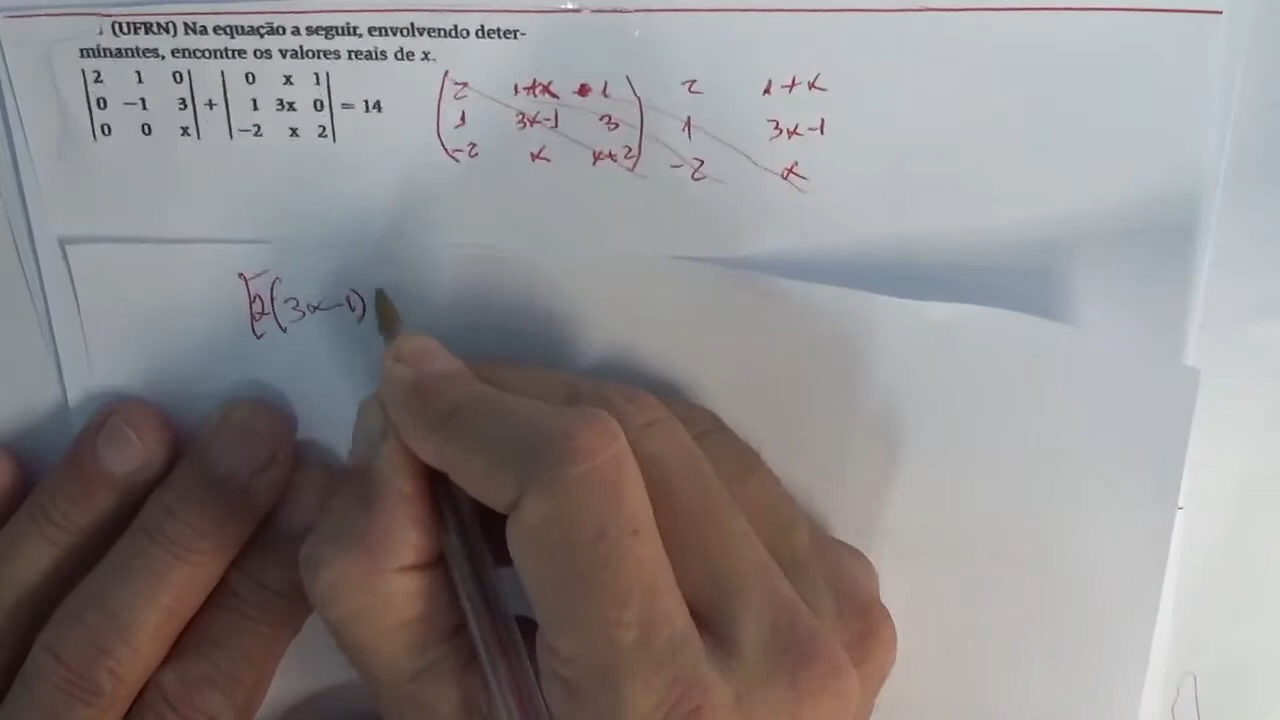 (UFRN) Na equação a seguir, envolvendo deter-
minantes, encontre os valores reais de x.
|2 1 0| |0 x 1| (2 1+x 1) 2 1+x
|0 −1 3| + |1 3x 0| = 14 (1 3x-1 3) 1 3x-1
|0 0 x| |−2 x 2| (-2 x x+2) -2 x
[2(3x-1)